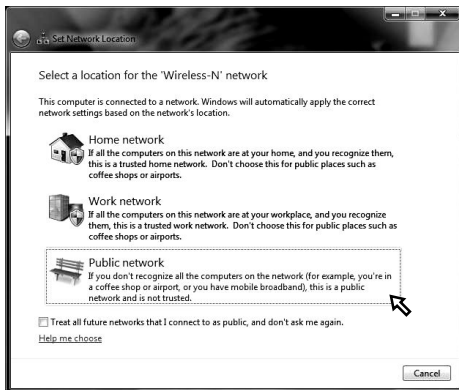 Set Network Location
Select a location for the 'Wireless-N' network
This computer is connected to a network. Windows will automatically apply the correct
network settings based on the network's location.
Home network
If all the computers on this network are at your home, and you recognize them,
this is a trusted home network. Don't choose this for public places such as
coffee shops or airports.
Work network
If all the computers on this network are at your workplace, and you recognize
them, this is a trusted work network. Don't choose this for public places such as
coffee shops or airports.
Public network
If you don't recognize all the computers on the network (for example, you're in
a coffee shop or airport, or you have mobile broadband), this is a public
network and is not trusted.
Treat all future networks that I connect to as public, and don't ask me again.
Help me choose
Cancel